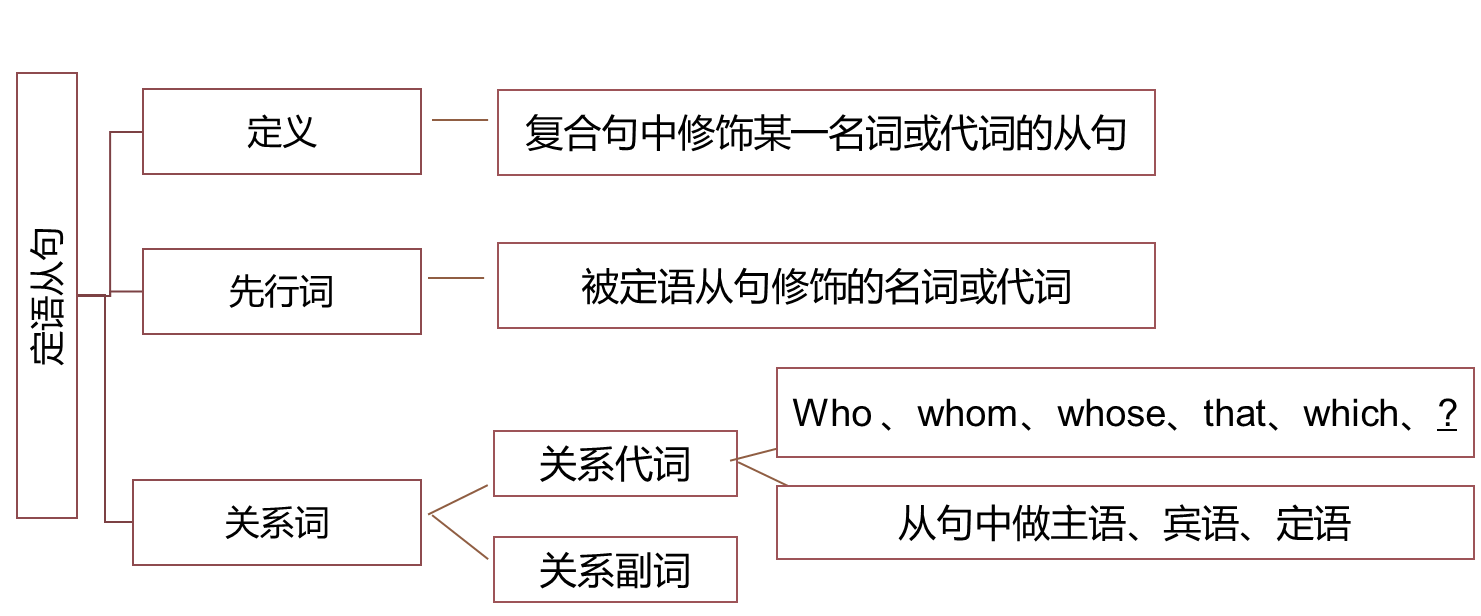 定语从句
定义
复合句中修饰某一名词或代词的从句
先行词
被定语从句修饰的名词或代词
关系词
关系代词
Who、whom、whose、that、which、?
从句中做主语、宾语、定语
关系副词